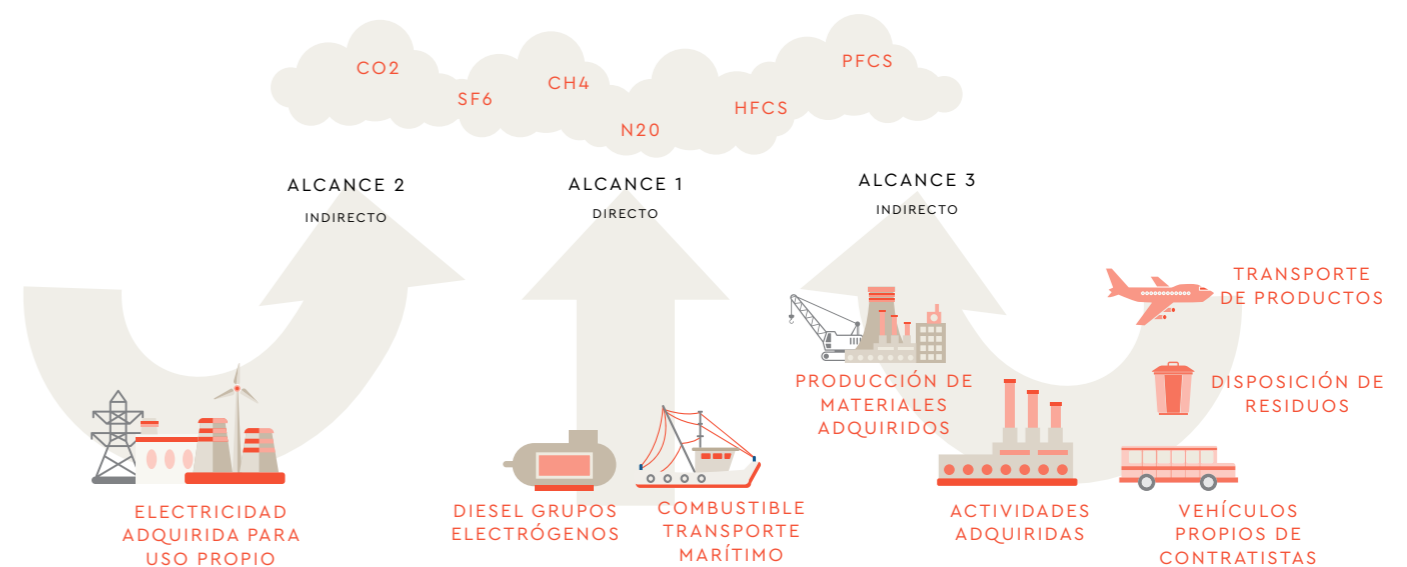 CO2
SF6
CH4
N20
HFCS
PFCS
ALCANCE 2
INDIRECTO
ALCANCE 1
DIRECTO
ALCANCE 3
INDIRECTO
ELECTRICIDAD
ADQUIRIDA PARA
USO PROPIO
DIESEL GRUPOS
ELECTRÓGENOS
COMBUSTIBLE
TRANSPORTE
MARÍTIMO
PRODUCCIÓN DE
MATERIALES
ADQUIRIDOS
ACTIVIDADES
ADQUIRIDAS
TRANSPORTE
DE PRODUCTOS
DISPOSICIÓN DE
RESIDUOS
VEHÍCULOS
PROPIOS DE
CONTRATISTAS